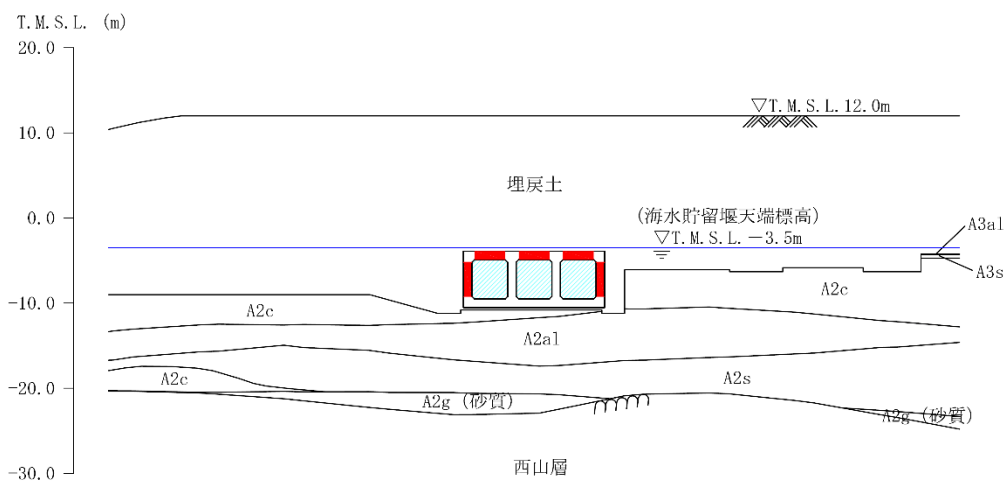 T.M.S.L. (m)
20.0
▽T.M.S.L.12.0m
10.0
埋戻土
0.0
(海水貯留堰天端標高)
▽T.M.S.L.－3.5m
A3al
A3s
-10.0
A2c
A2c
A2al
A2c
A2s
-20.0
A2g (砂質)
A2g (砂質)
西山層
-30.0